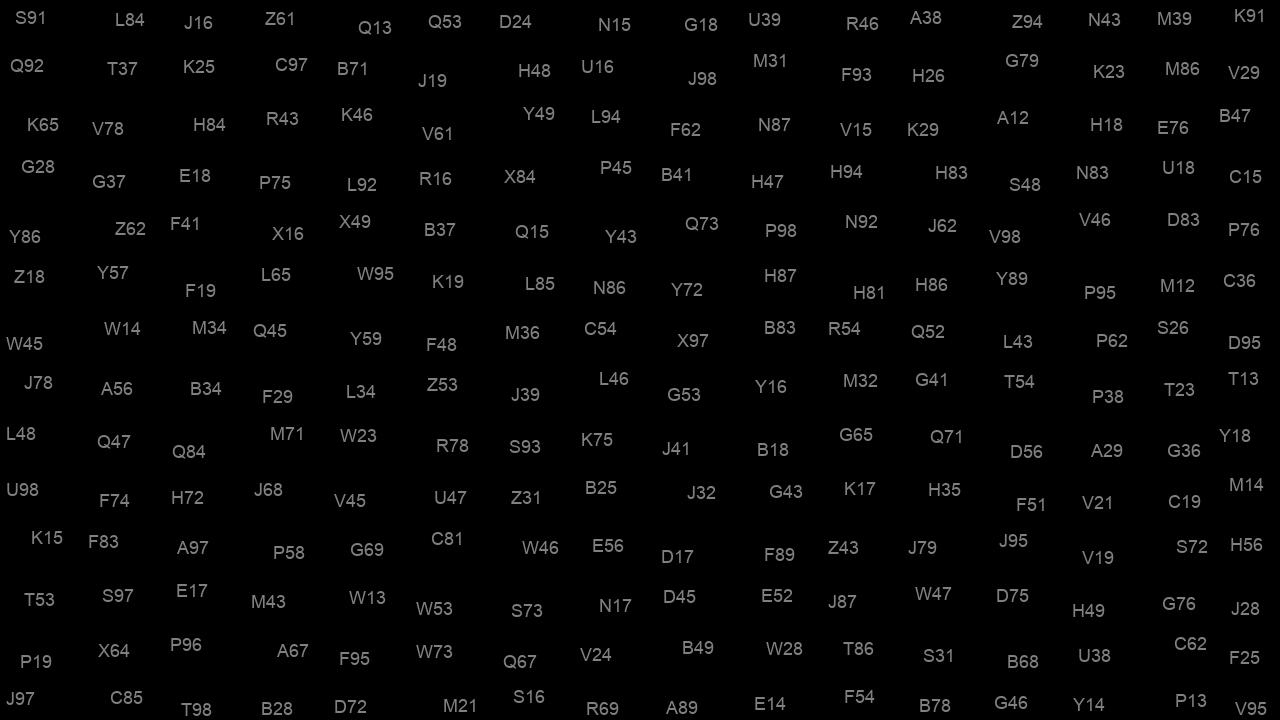 S91 L84 J16 Z61 Q13 Q53 D24 N15 G18 U39 R46 A38 Z94 N43 M39 K91
Q92 T37 K25 C97 B71 J19 H48 U16 J98 M31 F93 H26 G79 K23 M86 V29
K65 V78 H84 R43 K46 V61 Y49 L94 F62 N87 V15 K29 A12 H18 E76 B47
G28 G37 E18 P75 L92 R16 X84 P45 B41 H47 H94 H83 S48 N83 U18 C15
Y86 Z62 F41 X16 X49 B37 Q15 Y43 Q73 P98 N92 J62 V98 V46 D83 P76
Z18 Y57 F19 L65 W95 K19 L85 N86 Y72 H87 H81 H86 Y89 P95 M12 C36
W45 W14 M34 Q45 Y59 F48 M36 C54 X97 B83 R54 Q52 L43 P62 S26 D95
J78 A56 B34 F29 L34 Z53 J39 L46 G53 Y16 M32 G41 T54 P38 T23 T13
L48 Q47 Q84 M71 W23 R78 S93 K75 J41 B18 G65 Q71 D56 A29 G36 Y18
U98 F74 H72 J68 V45 U47 Z31 B25 J32 G43 K17 H35 F51 V21 C19 M14
K15 F83 A97 P58 G69 C81 W46 E56 D17 F89 Z43 J79 J95 V19 S72 H56
T53 S97 E17 M43 W13 W53 S73 N17 D45 E52 J87 W47 D75 H49 G76 J28
P19 X64 P96 A67 F95 W73 Q67 V24 B49 W28 T86 S31 B68 U38 C62 F25
J97 C85 T98 B28 D72 M21 S16 R69 A89 E14 F54 B78 G46 Y14 P13 V95